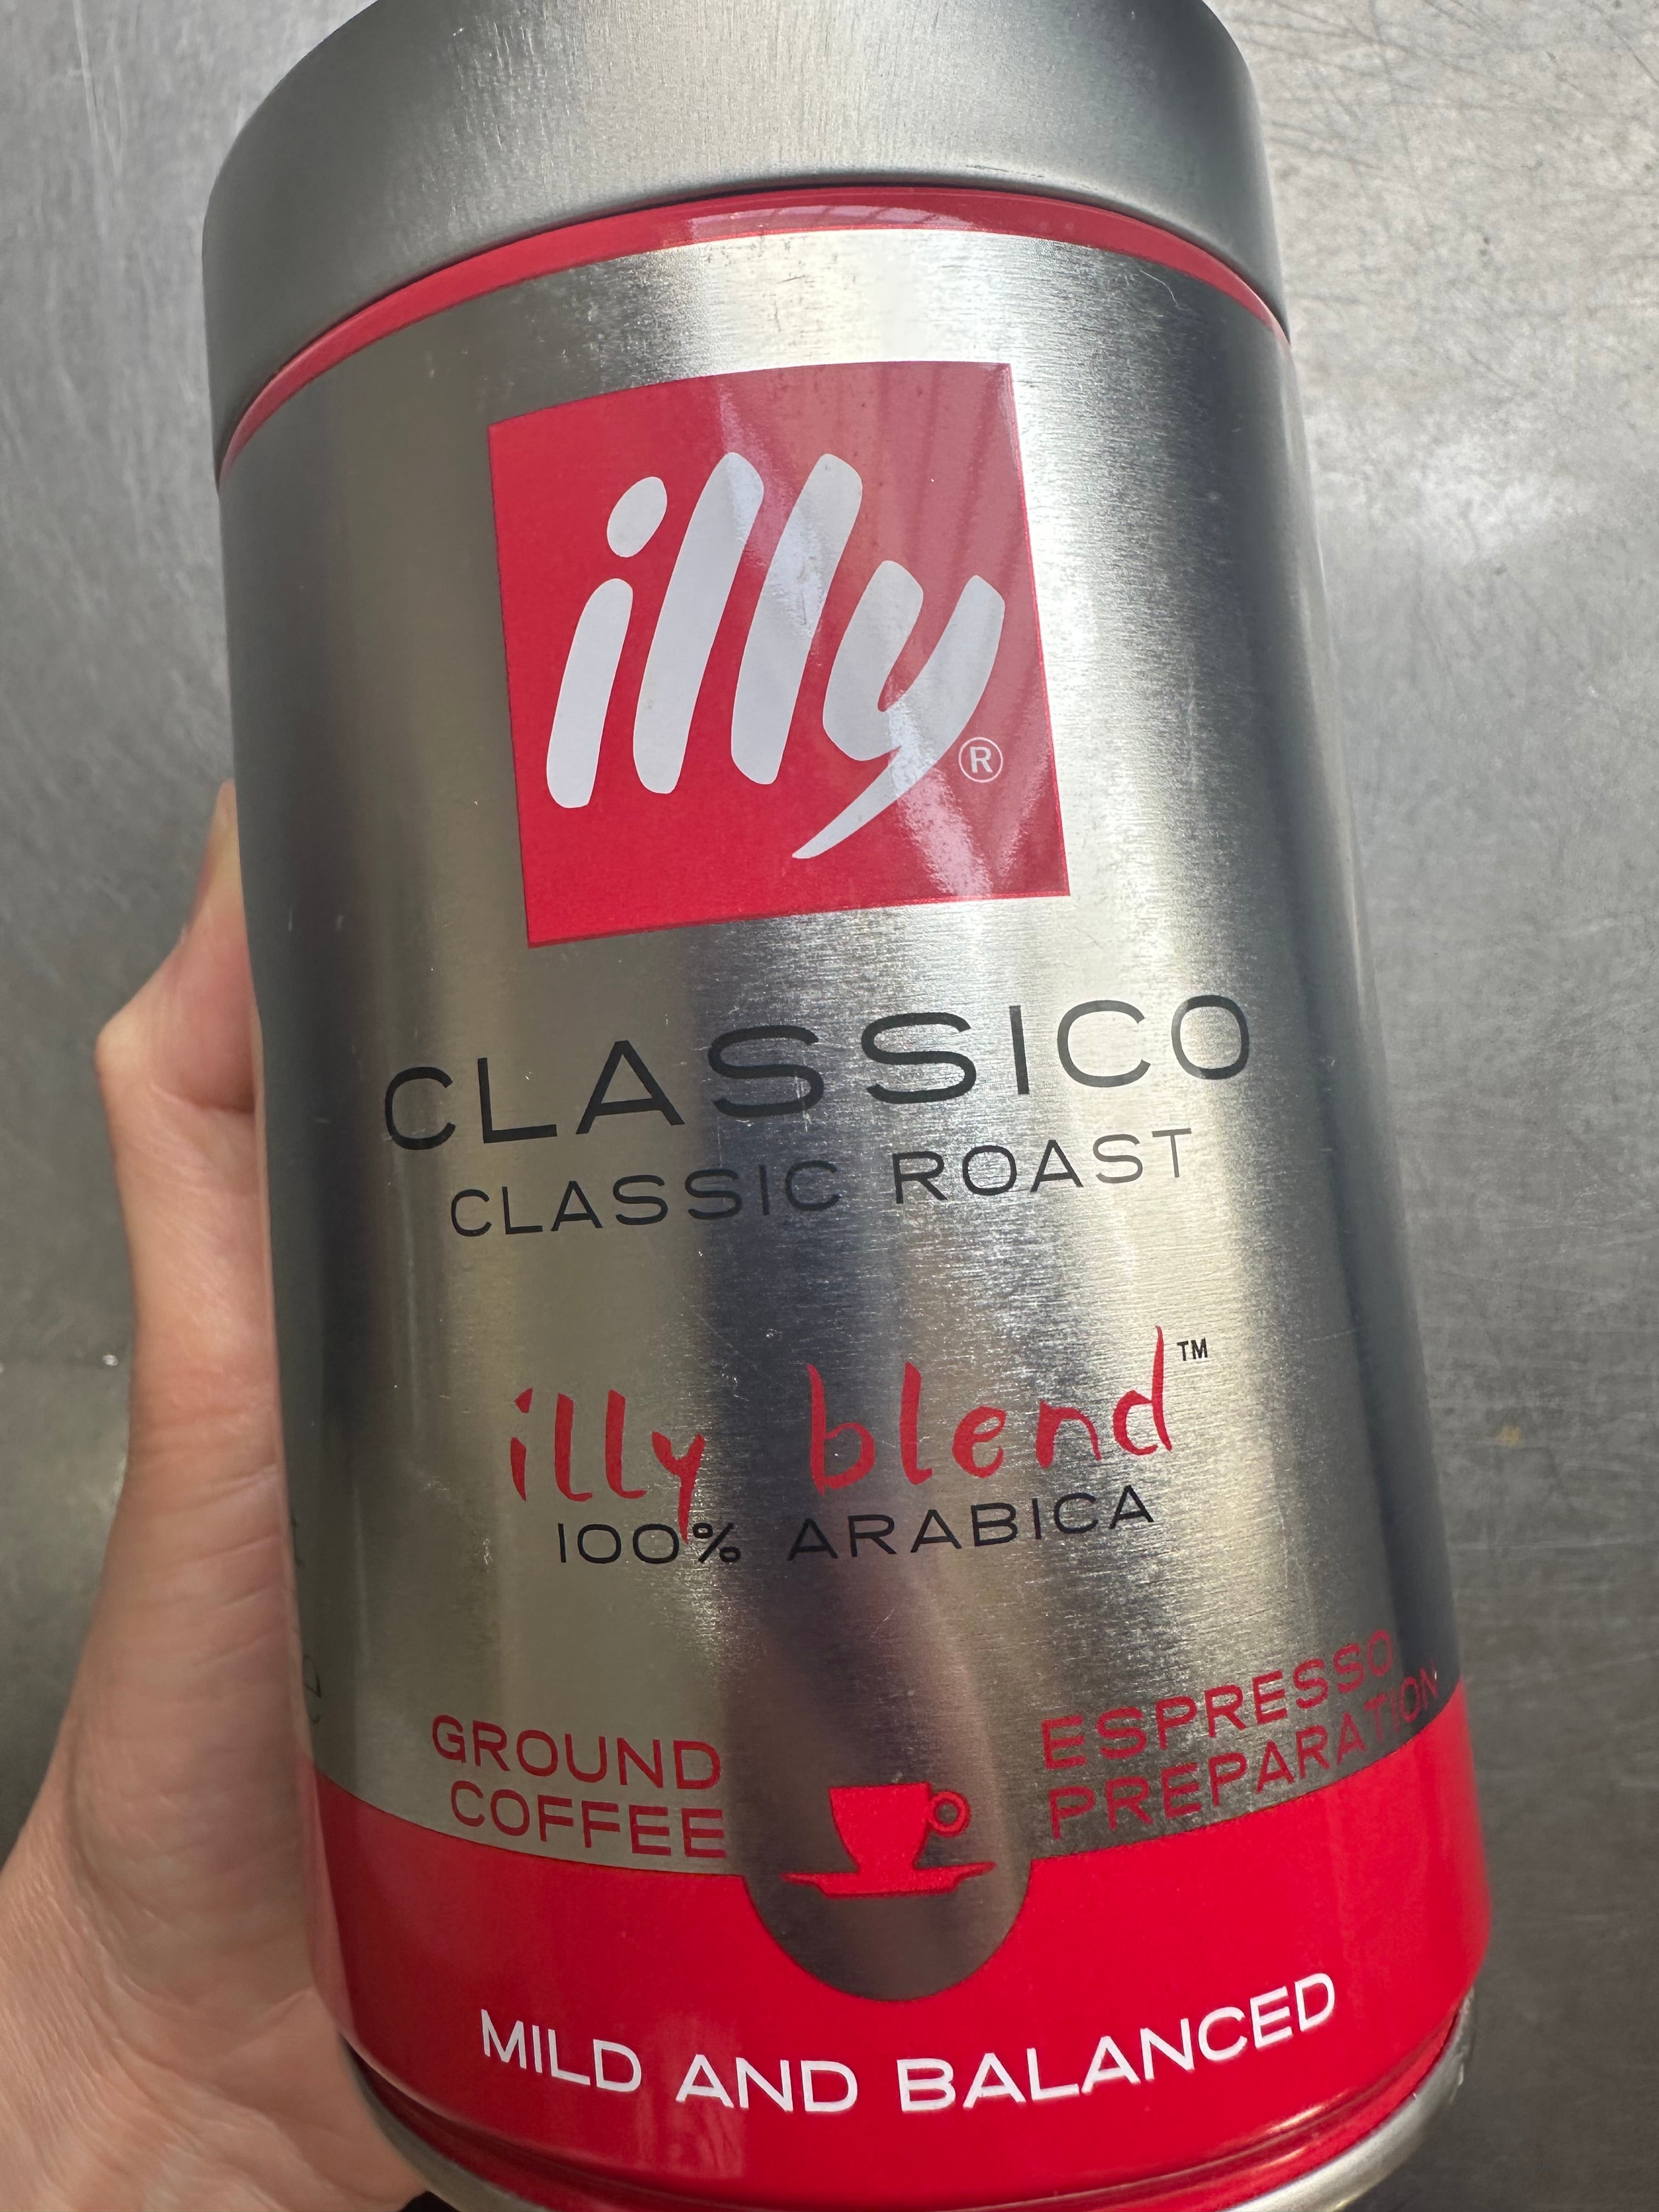 illy®
CLASSICO
CLASSIC ROAST
illy blend™
100% ARABICA
GROUND
COFFEE
ESPRESSO
PREPARATION
MILD AND BALANCED